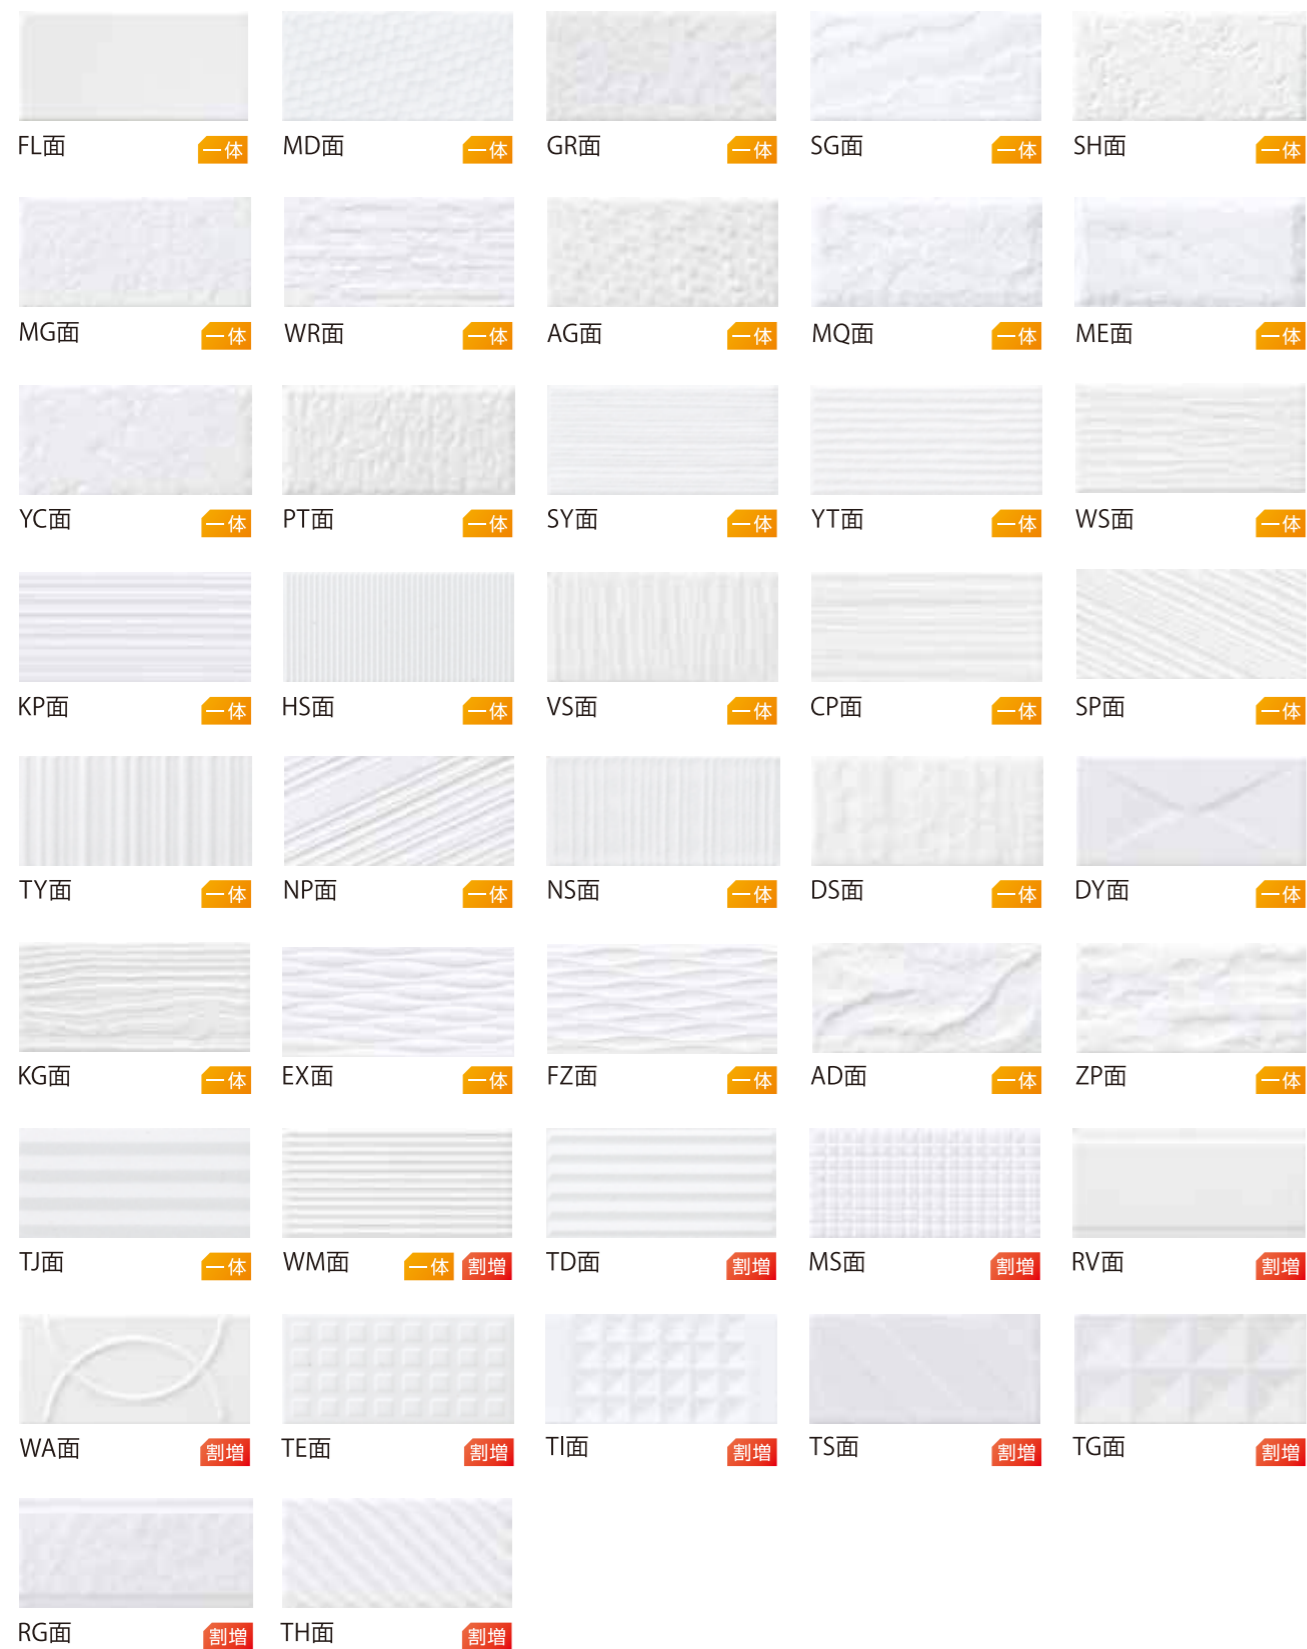 FL面 一体 MD面 一体 GR面 一体 SG面 一体 SH面 一体
MG面 一体 WR面 一体 AG面 一体 MQ面 一体 ME面 一体
YC面 一体 PT面 一体 SY面 一体 YT面 一体 WS面 一体
KP面 一体 HS面 一体 VS面 一体 CP面 一体 SP面 一体
TY面 一体 NP面 一体 NS面 一体 DS面 一体 DY面 一体
KG面 一体 EX面 一体 FZ面 一体 AD面 一体 ZP面 一体
TJ面 一体 WM面 一体 割増 TD面 割増 MS面 割増 RV面 割増
WA面 割増 TE面 割増 TI面 割増 TS面 割増 TG面 割増
RG面 割増 TH面 割増